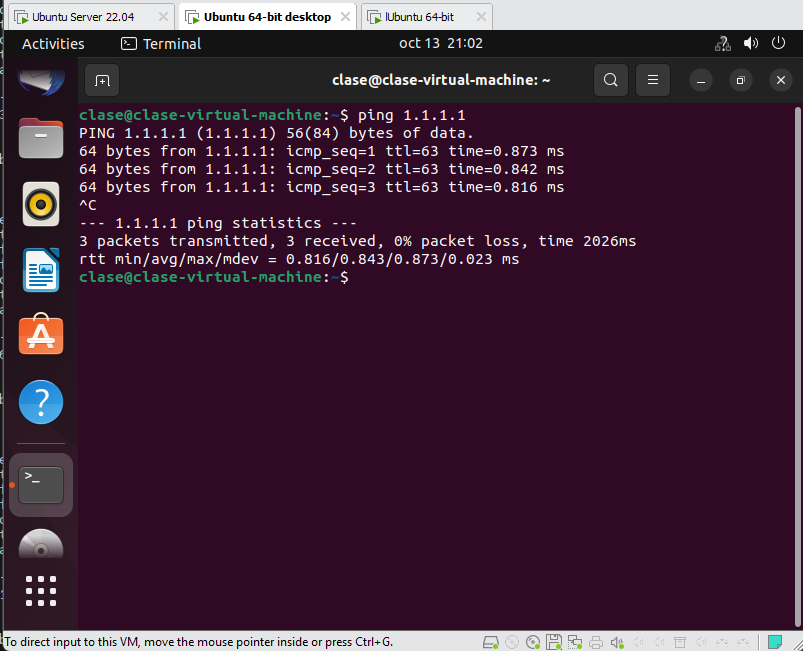 Ubuntu Server 22.04
Ubuntu 64-bit desktop
lUbuntu 64-bit
Activities
Terminal
oct 13 21:02
clase@clase-virtual-machine: ~
clase@clase-virtual-machine:~$ ping 1.1.1.1
PING 1.1.1.1 (1.1.1.1) 56(84) bytes of data.
64 bytes from 1.1.1.1: icmp_seq=1 ttl=63 time=0.873 ms
64 bytes from 1.1.1.1: icmp_seq=2 ttl=63 time=0.842 ms
64 bytes from 1.1.1.1: icmp_seq=3 ttl=63 time=0.816 ms
^C
--- 1.1.1.1 ping statistics ---
3 packets transmitted, 3 received, 0% packet loss, time 2026ms
rtt min/avg/max/mdev = 0.816/0.843/0.873/0.023 ms
clase@clase-virtual-machine:~$
To direct input to this VM, move the mouse pointer inside or press Ctrl+G.